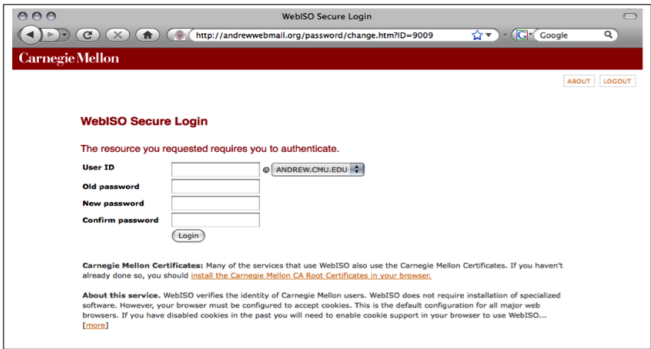 WebISO Secure Login
http://andrewwebmail.org/password/change.htm?ID=9009
Google
Carnegie Mellon
ABOUT LOGOUT
WebISO Secure Login
The resource you requested requires you to authenticate.
User ID @ ANDREW.CMU.EDU
Old password
New password
Confirm password
Login
Carnegie Mellon Certificates: Many of the services that use WebISO also use the Carnegie Mellon Certificates. If you haven't
already done so, you should install the Carnegie Mellon CA Root Certificates in your browser.
About this service. WebISO verifies the identity of Carnegie Mellon users. WebISO does not require installation of specialized
software. However, your browser must be configured to accept cookies. This is the default configuration for all major web
browsers. If you have disabled cookies in the past you will need to enable cookie support in your browser to use WebISO...
[more]